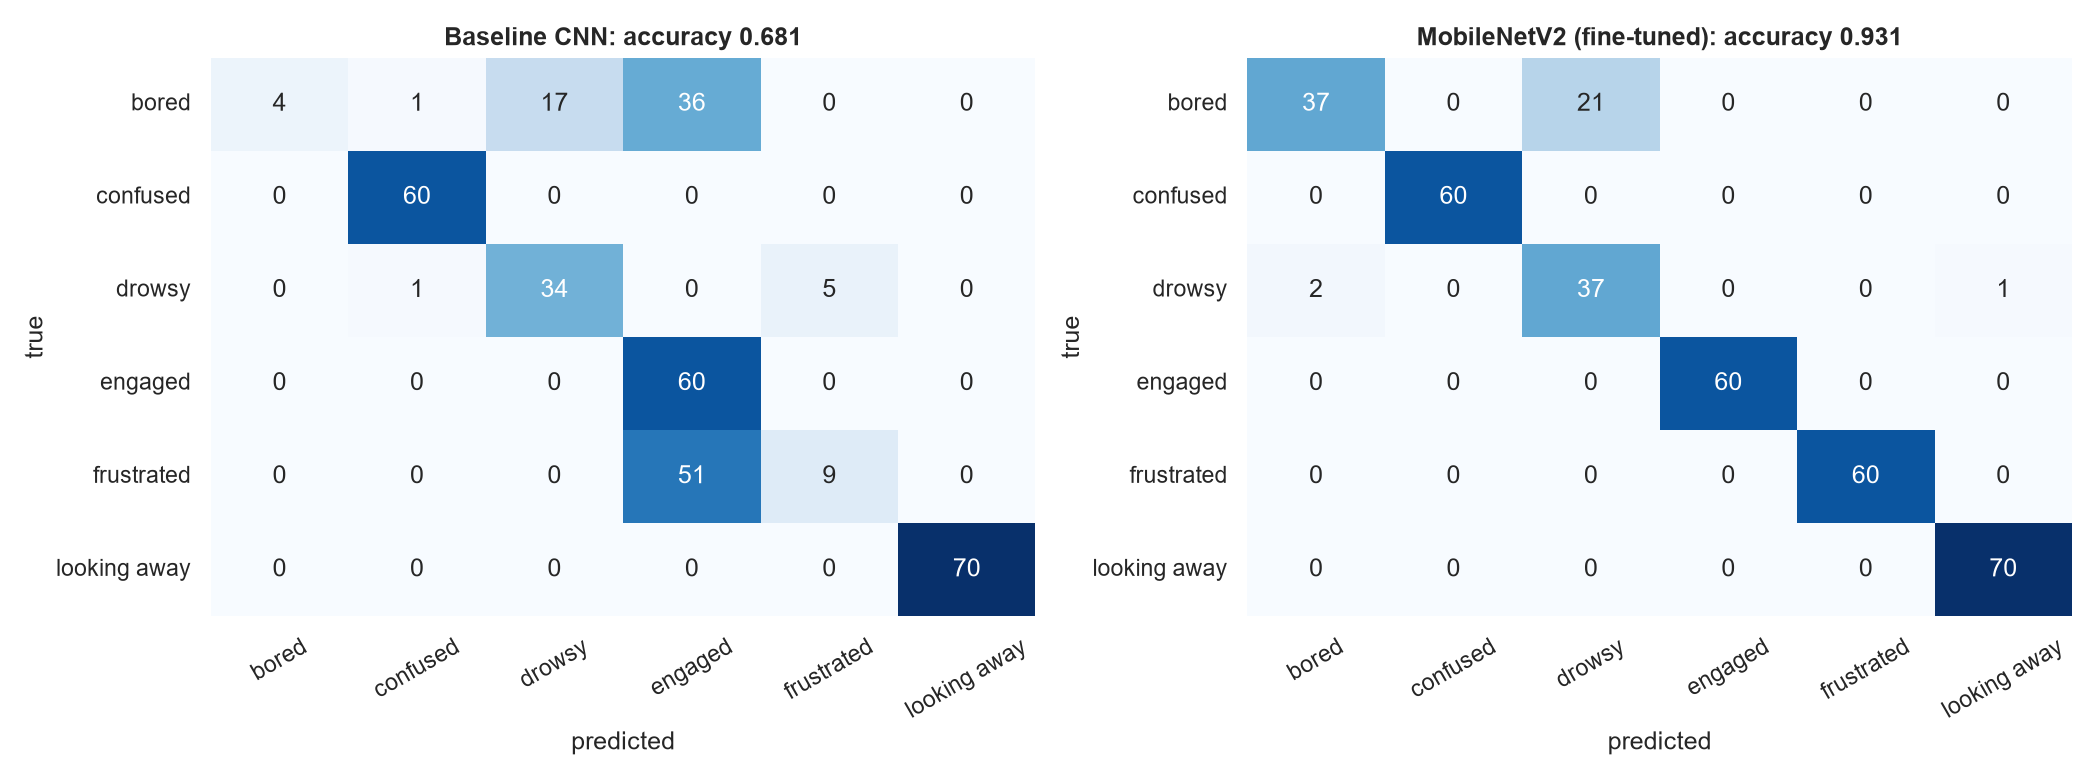 Baseline CNN: accuracy 0.681
bored 4 1 17 36 0 0
confused 0 60 0 0 0 0
drowsy 0 1 34 0 5 0
engaged 0 0 0 60 0 0
frustrated 0 0 0 51 9 0
looking away 0 0 0 0 0 70
true
bored confused drowsy engaged frustrated looking away
predicted
MobileNetV2 (fine-tuned): accuracy 0.931
bored 37 0 21 0 0 0
confused 0 60 0 0 0 0
drowsy 2 0 37 0 0 1
engaged 0 0 0 60 0 0
frustrated 0 0 0 0 60 0
looking away 0 0 0 0 0 70
true
bored confused drowsy engaged frustrated looking away
predicted